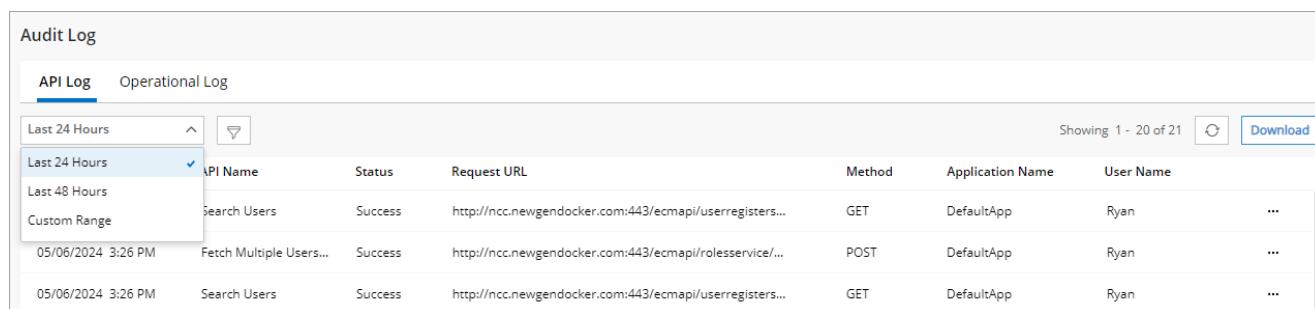 Audit Log
API Log Operational Log
Last 24 Hours Showing 1 - 20 of 21 Download
Last 24 Hours API Name Status Request URL Method Application Name User Name
Last 48 Hours
Custom Range Search Users Success http://ncc.newgendocker.com:443/ecmapi/userregisters... GET DefaultApp Ryan ...
05/06/2024 3:26 PM Fetch Multiple Users... Success http://ncc.newgendocker.com:443/ecmapi/rolesservice/... POST DefaultApp Ryan ...
05/06/2024 3:26 PM Search Users Success http://ncc.newgendocker.com:443/ecmapi/userregisters... GET DefaultApp Ryan ...